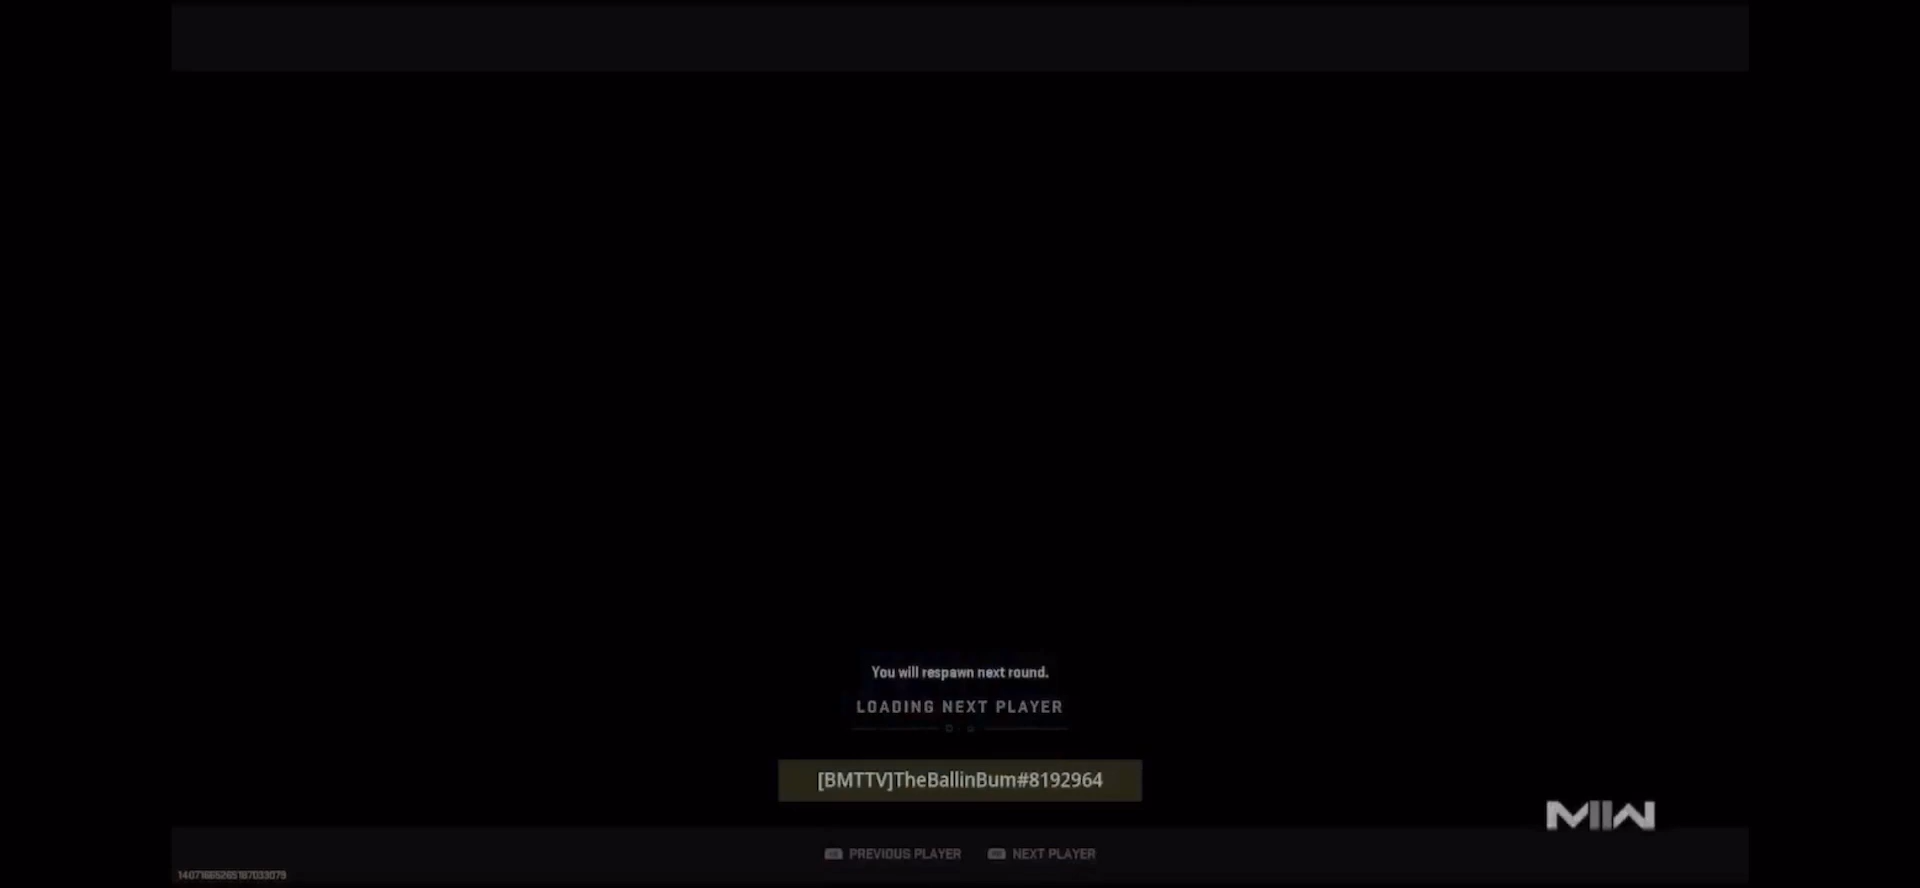 You will respawn next round.
LOADING NEXT PLAYER
[BMTTV]TheBallinBum#8192964
MIIW
PREVIOUS PLAYER NEXT PLAYER